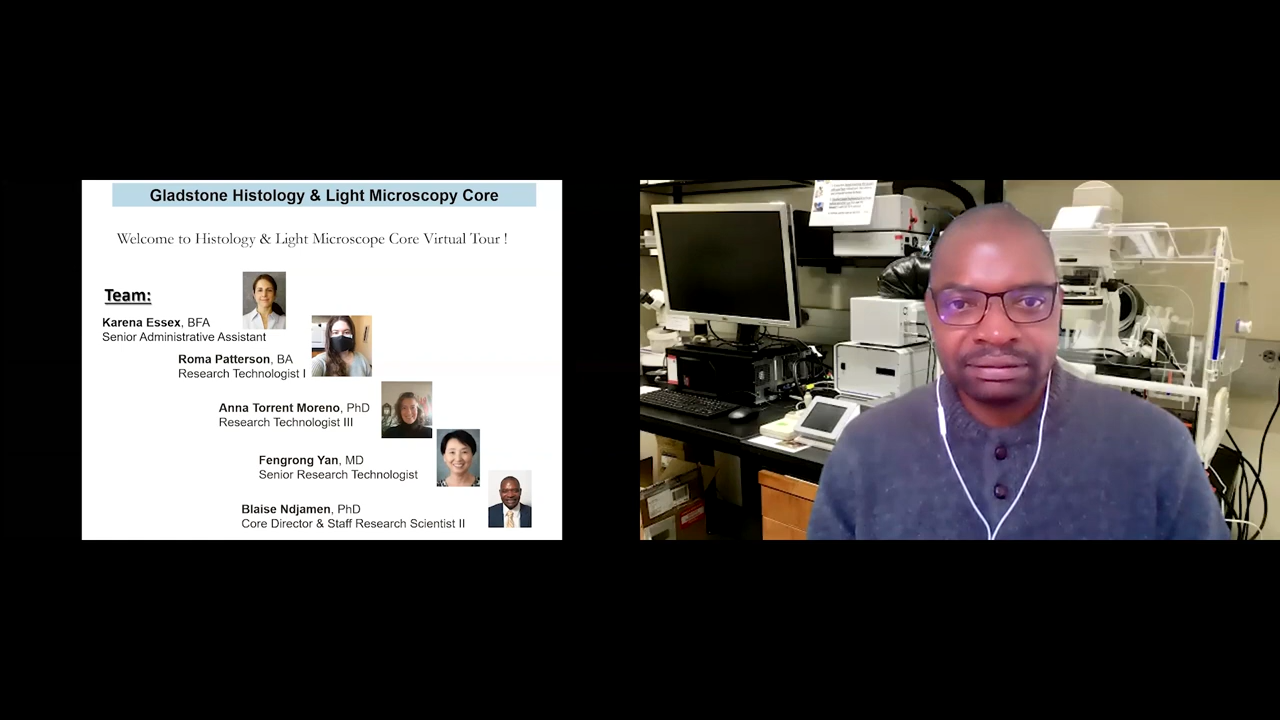 Gladstone Histology & Light Microscopy Core
Welcome to Histology & Light Microscope Core Virtual Tour !
Team:
Karena Essex, BFA
Senior Administrative Assistant
Roma Patterson, BA
Research Technologist I
Anna Torrent Moreno, PhD
Research Technologist III
Fengrong Yan, MD
Senior Research Technologist
Blaise Ndjamen, PhD
Core Director & Staff Research Scientist II